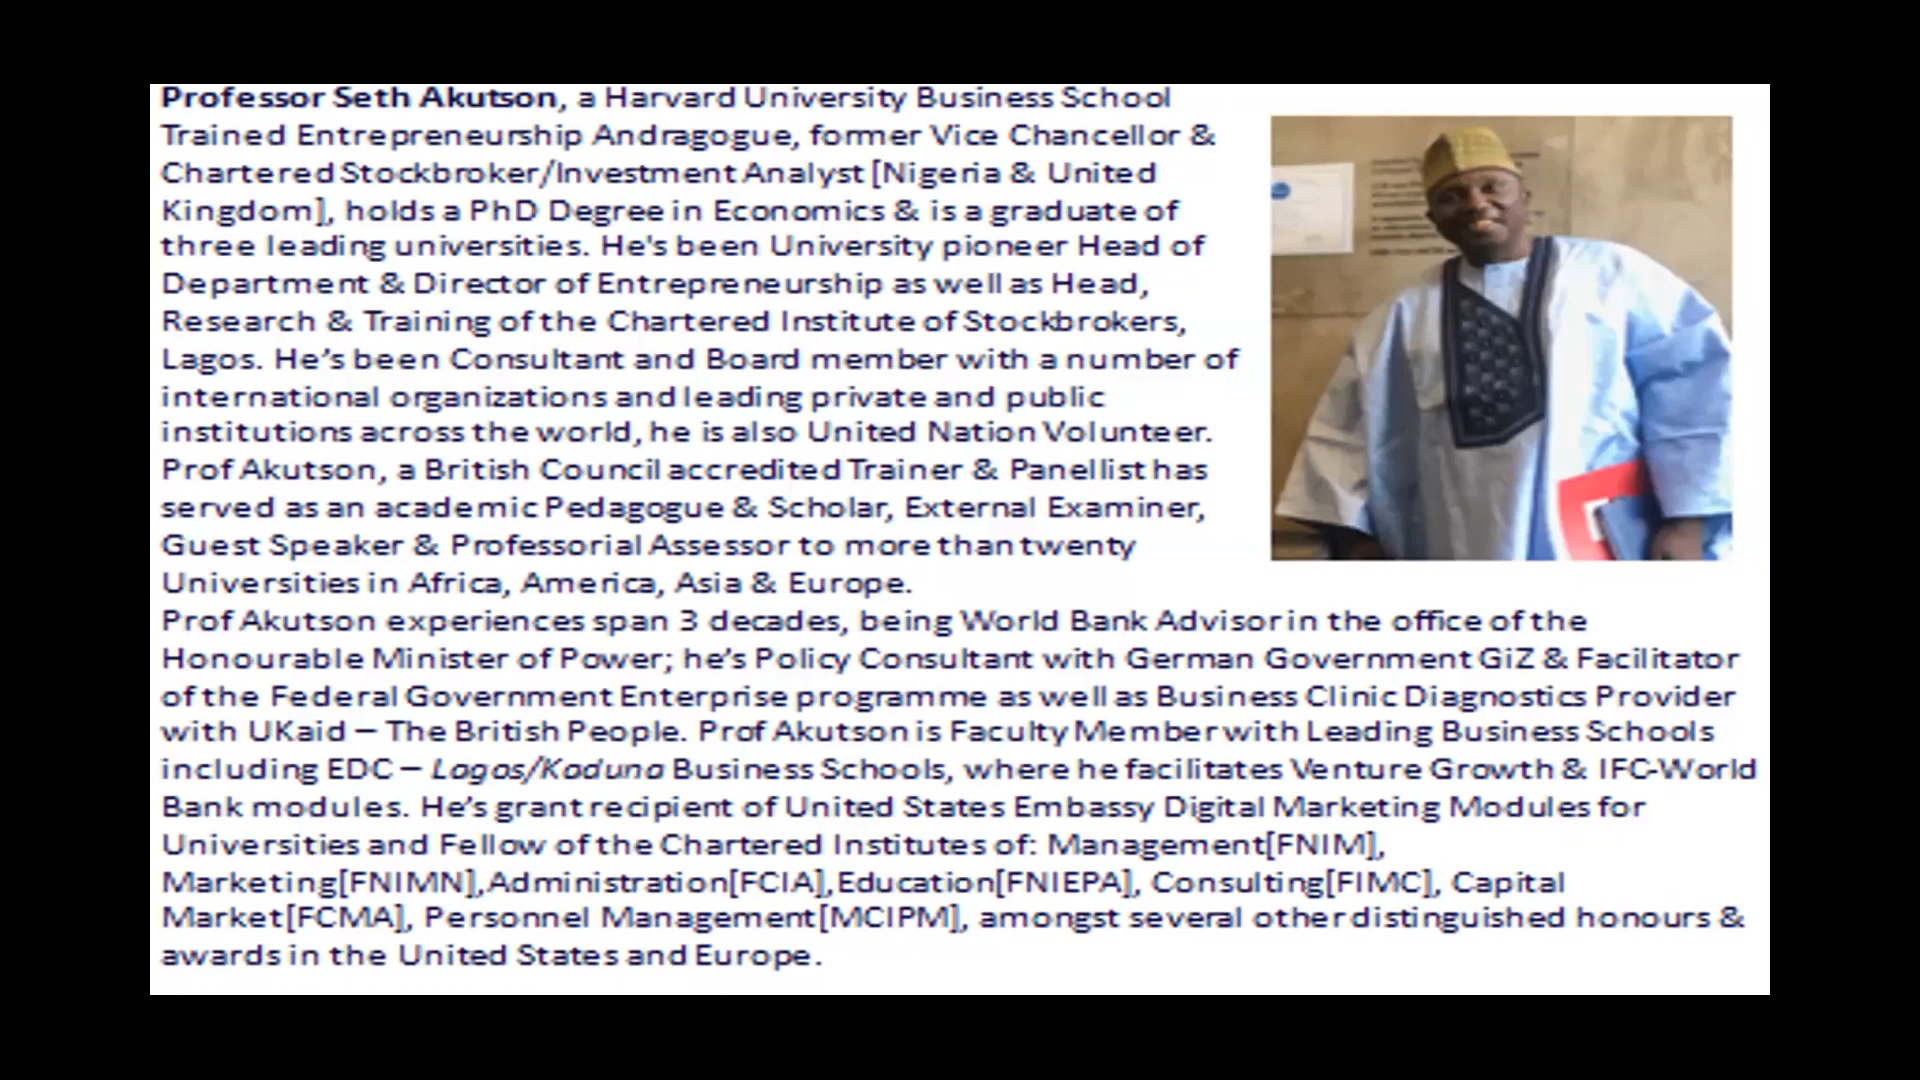 Professor Seth Akutson, a Harvard University Business School
Trained Entrepreneurship Andragogue, former Vice Chancellor &
Chartered Stockbroker/Investment Analyst [Nigeria & United
Kingdom], holds a PhD Degree in Economics & is a graduate of
three leading universities. He's been University pioneer Head of
Department & Director of Entrepreneurship as well as Head,
Research & Training of the Chartered Institute of Stockbrokers,
Lagos. He’s been Consultant and Board member with a number of
international organizations and leading private and public
institutions across the world, he is also United Nation Volunteer.
Prof Akutson, a British Council accredited Trainer & Panellist has
served as an academic Pedagogue & Scholar, External Examiner,
Guest Speaker & Professorial Assessor to more than twenty
Universities in Africa, America, Asia & Europe.
Prof Akutson experiences span 3 decades, being World Bank Advisor in the office of the
Honourable Minister of Power; he’s Policy Consultant with German Government GiZ & Facilitator
of the Federal Government Enterprise programme as well as Business Clinic Diagnostics Provider
with UKaid – The British People. Prof Akutson is Faculty Member with Leading Business Schools
including EDC – Lagos/Kaduna Business Schools, where he facilitates Venture Growth & IFC-World
Bank modules. He’s grant recipient of United States Embassy Digital Marketing Modules for
Universities and Fellow of the Chartered Institutes of: Management[FNIM],
Marketing[FNIMN],Administration[FCIA],Education[FNIEPA], Consulting[FIMC], Capital
Market[FCMA], Personnel Management[MCIPM], amongst several other distinguished honours &
awards in the United States and Europe.